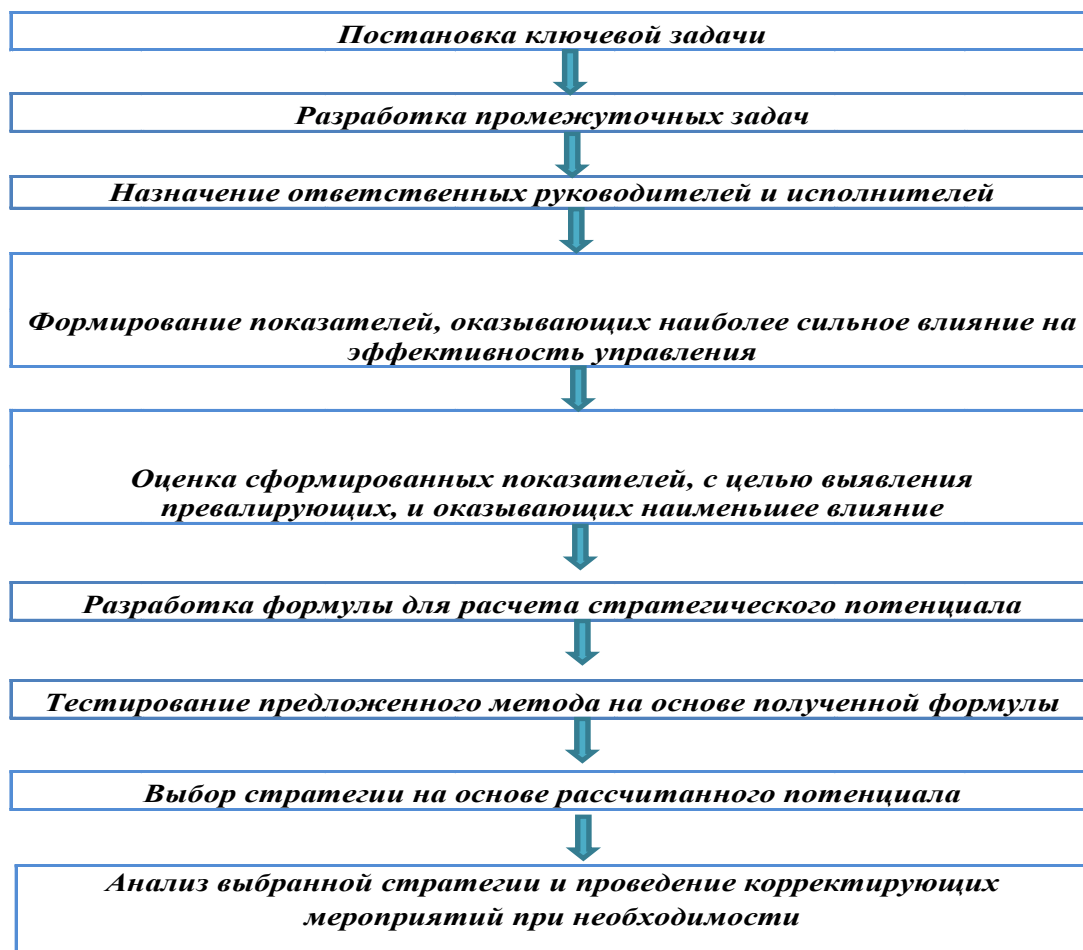 Постановка ключевой задачи
Разработка промежуточных задач
Назначение ответственных руководителей и исполнителей
Формирование показателей, оказывающих наиболее сильное влияние на
эффективность управления
Оценка сформированных показателей, с целью выявления
превалирующих, и оказывающих наименьшее влияние
Разработка формулы для расчета стратегического потенциала
Тестирование предложенного метода на основе полученной формулы
Выбор стратегии на основе рассчитанного потенциала
Анализ выбранной стратегии и проведение корректирующих
мероприятий при необходимости